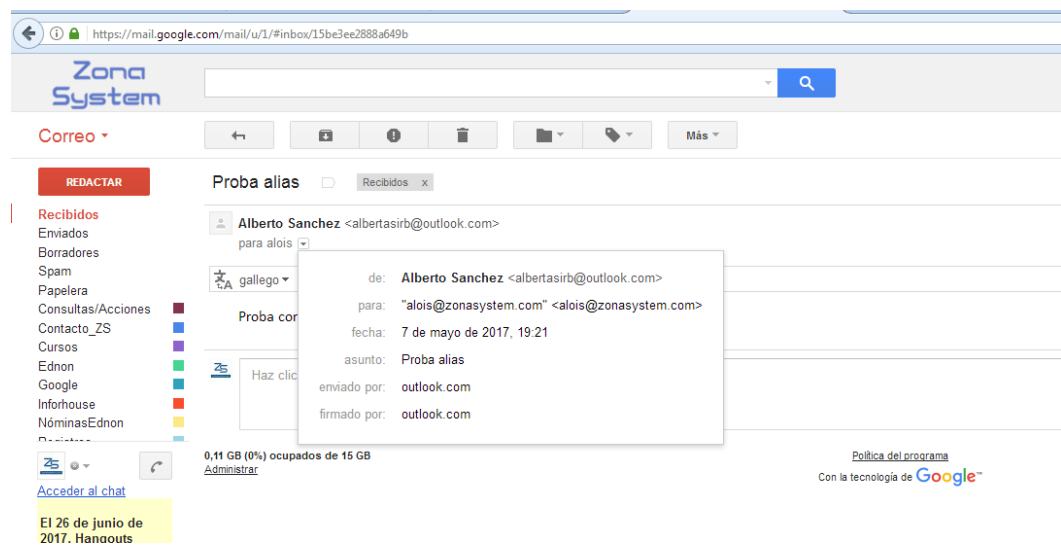 https://mail.google.com/mail/u/1/#inbox/15be3ee2888a649b
Zona
System
Correo
Más
REDACTAR
Proba alias
Recibidos x
Recibidos
Enviados
Borradores
Spam
Papelera
Consultas/Acciones
Contacto_ZS
Cursos
Ednon
Google
Inforhouse
NóminasEdnon
Alberto Sanchez <albertasirb@outlook.com>
para alois
gallego
Proba cor
Haz clic
de: Alberto Sanchez <albertasirb@outlook.com>
para: "alois@zonasystem.com" <alois@zonasystem.com>
fecha: 7 de mayo de 2017, 19:21
asunto: Proba alias
enviado por: outlook.com
firmado por: outlook.com
ZS
Acceder al chat
El 26 de junio de
2017, Hangouts
0,11 GB (0%) ocupados de 15 GB
Administrar
Política del programa
Con la tecnología de Google™